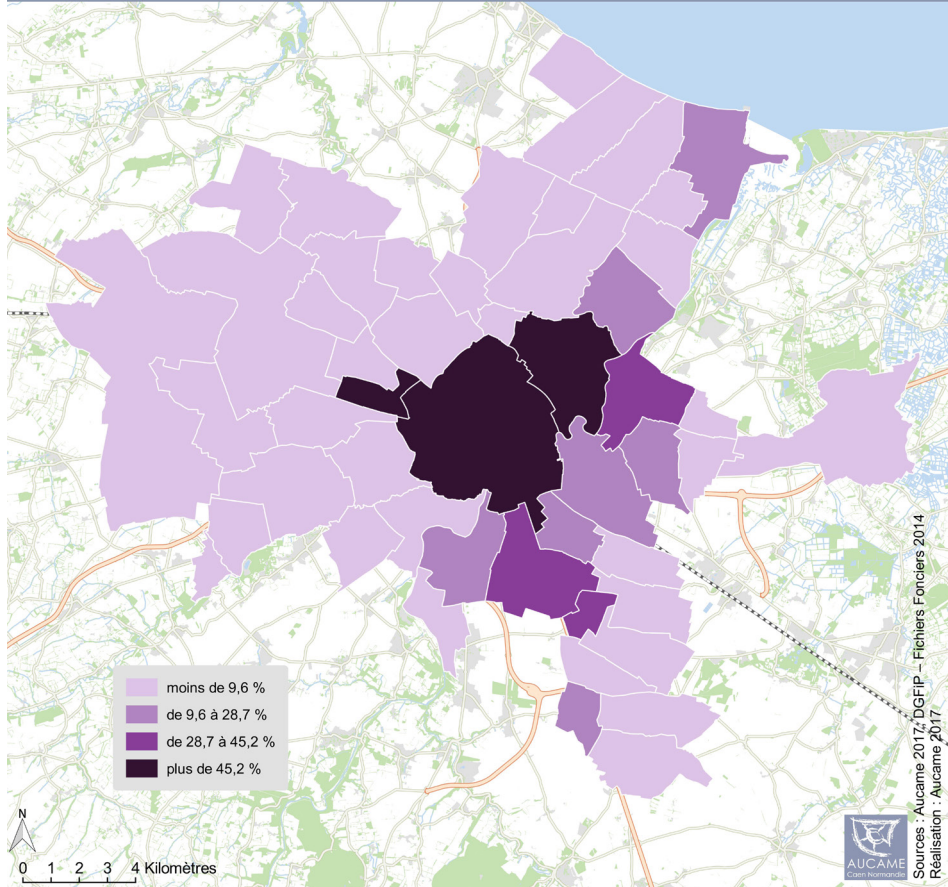 moins de 9,6 %
de 9,6 à 28,7 %
de 28,7 à 45,2 %
plus de 45,2 %
N
0 1 2 3 4 Kilomètres
AUCAME
Caen Normandie
Sources : Aucame 2017, DGFiP – Fichiers Fonciers 2014
Réalisation : Aucame 2017